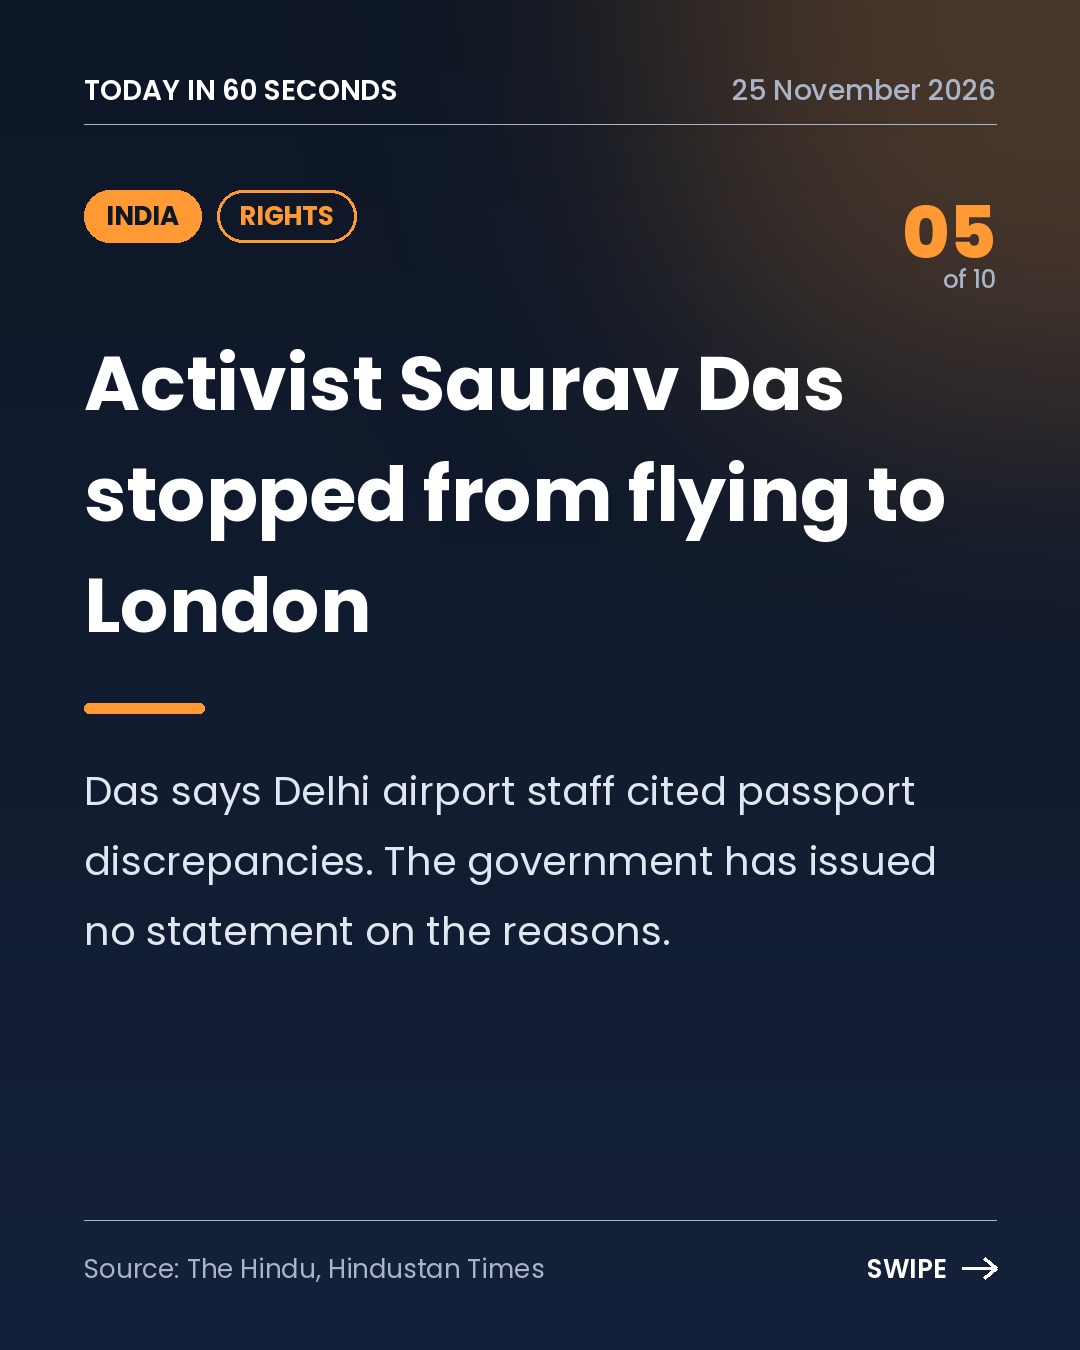 TODAY IN 60 SECONDS
25 November 2026
INDIA
RIGHTS
05
of 10
Activist Saurav Das
stopped from flying to
London
Das says Delhi airport staff cited passport
discrepancies. The government has issued
no statement on the reasons.
Source: The Hindu, Hindustan Times
SWIPE